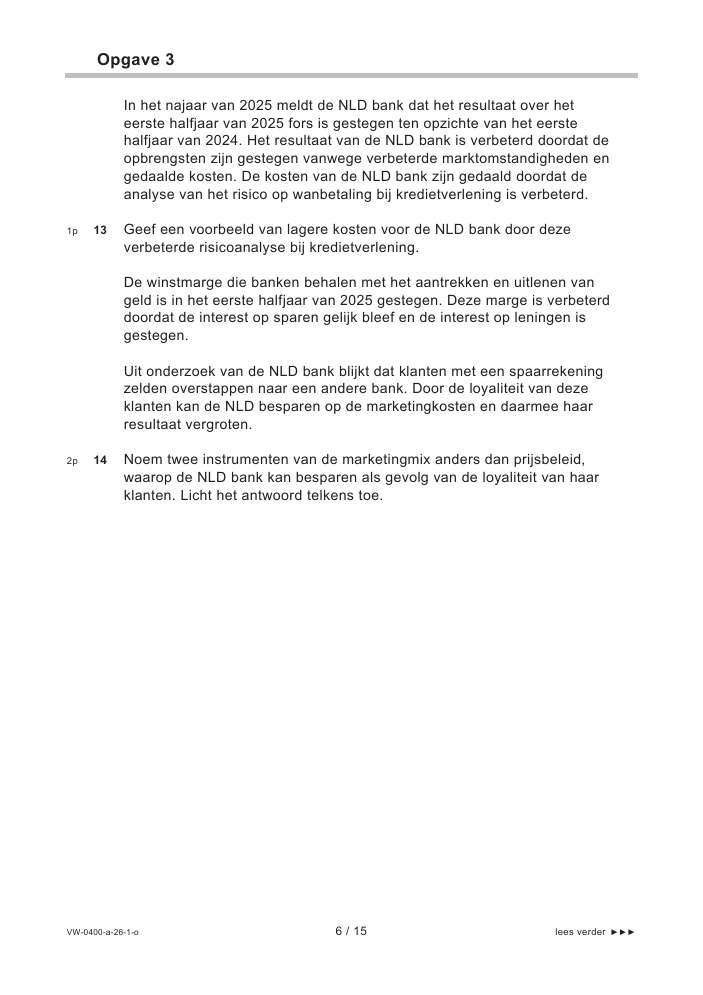 Opgave 3
In het najaar van 2025 meldt de NLD bank dat het resultaat over het
eerste halfjaar van 2025 fors is gestegen ten opzichte van het eerste
halfjaar van 2024. Het resultaat van de NLD bank is verbeterd doordat de
opbrengsten zijn gestegen vanwege verbeterde marktomstandigheden en
gedaalde kosten. De kosten van de NLD bank zijn gedaald doordat de
analyse van het risico op wanbetaling bij kredietverlening is verbeterd.
1p 13 Geef een voorbeeld van lagere kosten voor de NLD bank door deze
verbeterde risicoanalyse bij kredietverlening.
De winstmarge die banken behalen met het aantrekken en uitlenen van
geld is in het eerste halfjaar van 2025 gestegen. Deze marge is verbeterd
doordat de interest op sparen gelijk bleef en de interest op leningen is
gestegen.
Uit onderzoek van de NLD bank blijkt dat klanten met een spaarrekening
zelden overstappen naar een andere bank. Door de loyaliteit van deze
klanten kan de NLD besparen op de marketingkosten en daarmee haar
resultaat vergroten.
2p 14 Noem twee instrumenten van de marketingmix anders dan prijsbeleid,
waarop de NLD bank kan besparen als gevolg van de loyaliteit van haar
klanten. Licht het antwoord telkens toe.
VW-0400-a-26-1-o 6 / 15 lees verder ►►►